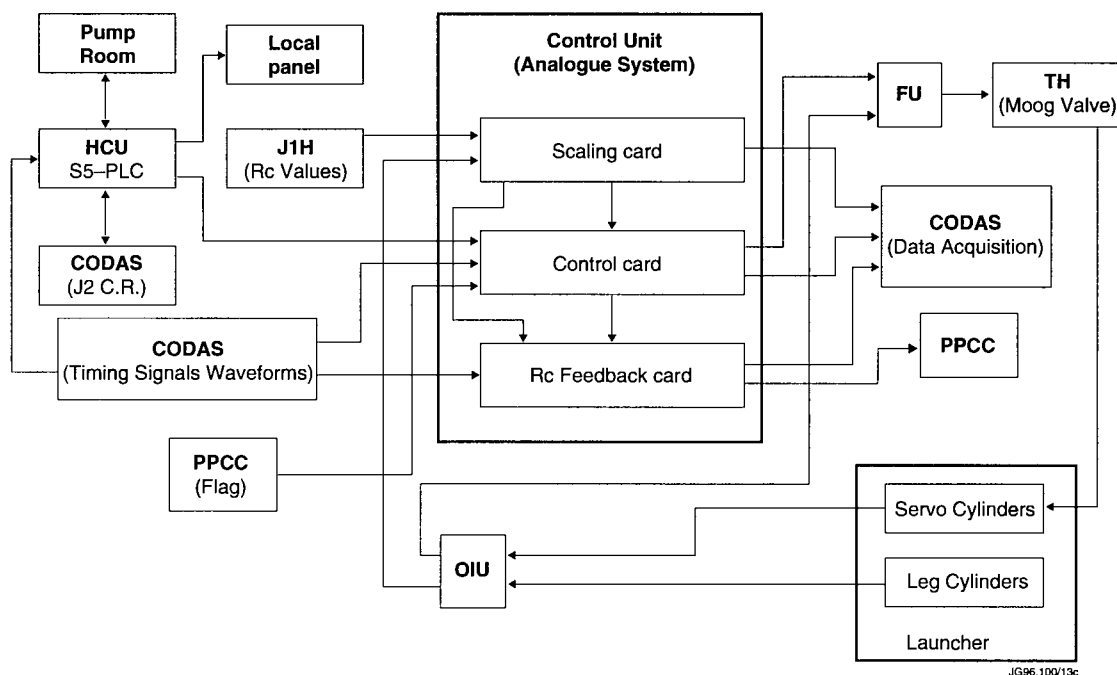 Pump
Room
Local
panel
Control Unit
(Analogue System)
FU
TH
(Moog Valve)
HCU
S5–PLC
J1H
(Rc Values)
Scaling card
CODAS
(J2 C.R.)
Control card
CODAS
(Data Acquisition)
CODAS
(Timing Signals Waveforms)
Rc Feedback card
PPCC
PPCC
(Flag)
Servo Cylinders
OIU
Leg Cylinders
Launcher
JG96.100/13c